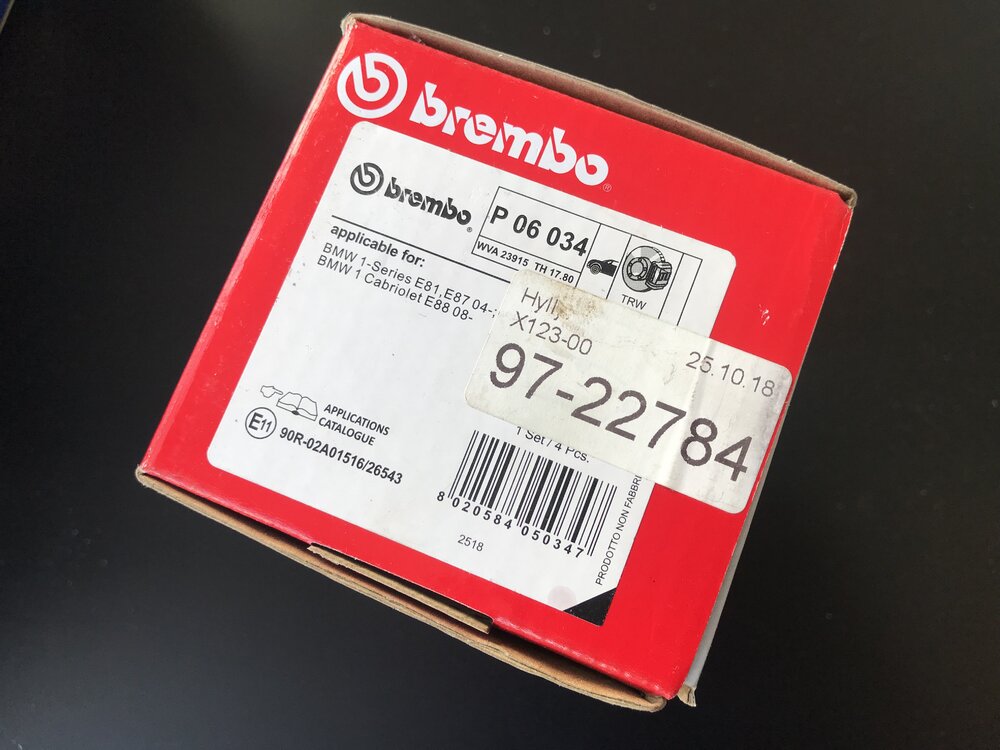 brembo
brembo
P 06 034
WVA 23915 TH 17.80
TRW
applicable for:
BMW 1-Series E81,E87 04-
BMW 1 Cabriolet E88 08-
Hyll
X123-00
25.10.18
97-22784
1 Set / 4 Pcs.
APPLICATIONS
CATALOGUE
E11
90R-02A01516/26543
8 020584 050347
2518
PRODOTTO NON FABBRI